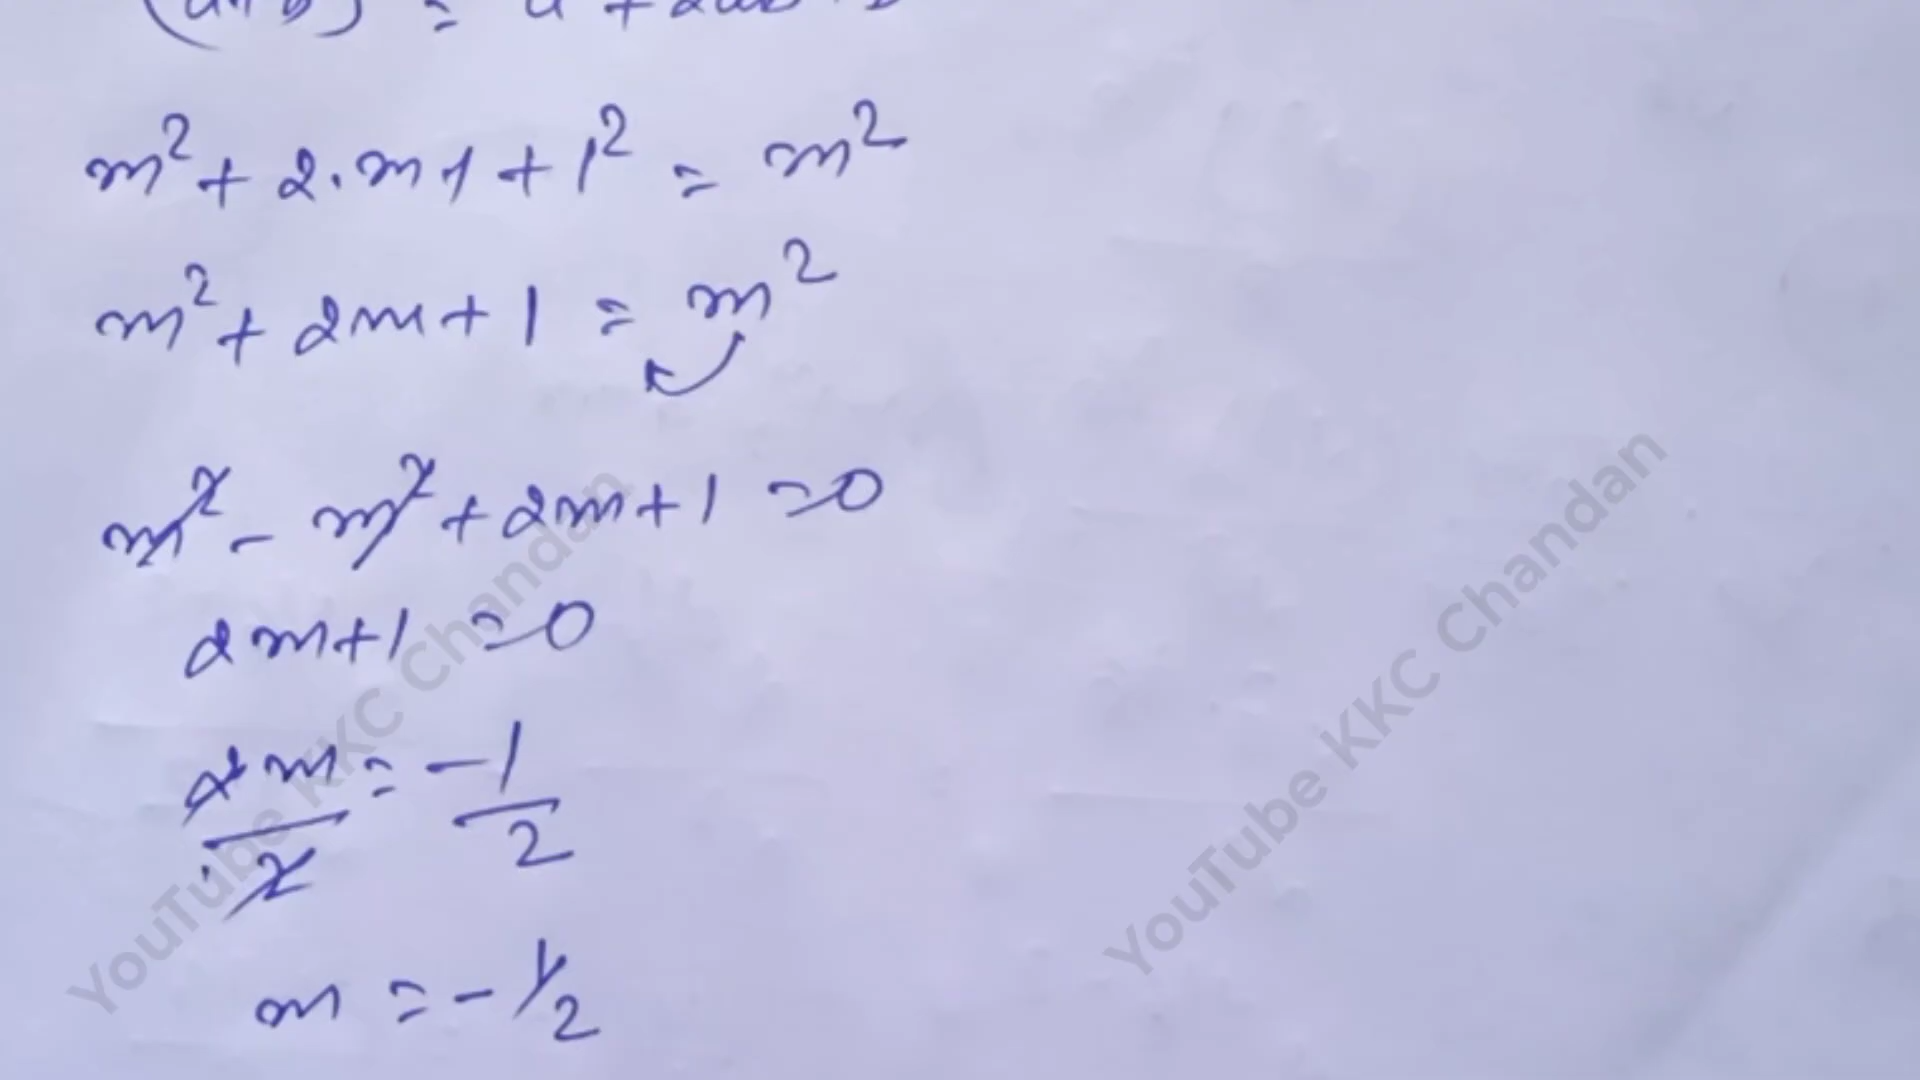 m² + 2·m1 + 1² = m²
m² + 2m + 1 = m²
m² - m² + 2m + 1 = 0
2m + 1 = 0
2m/2 = -1/2
m = -1/2
YouTube KKC Chandan
YouTube KKC Chandan